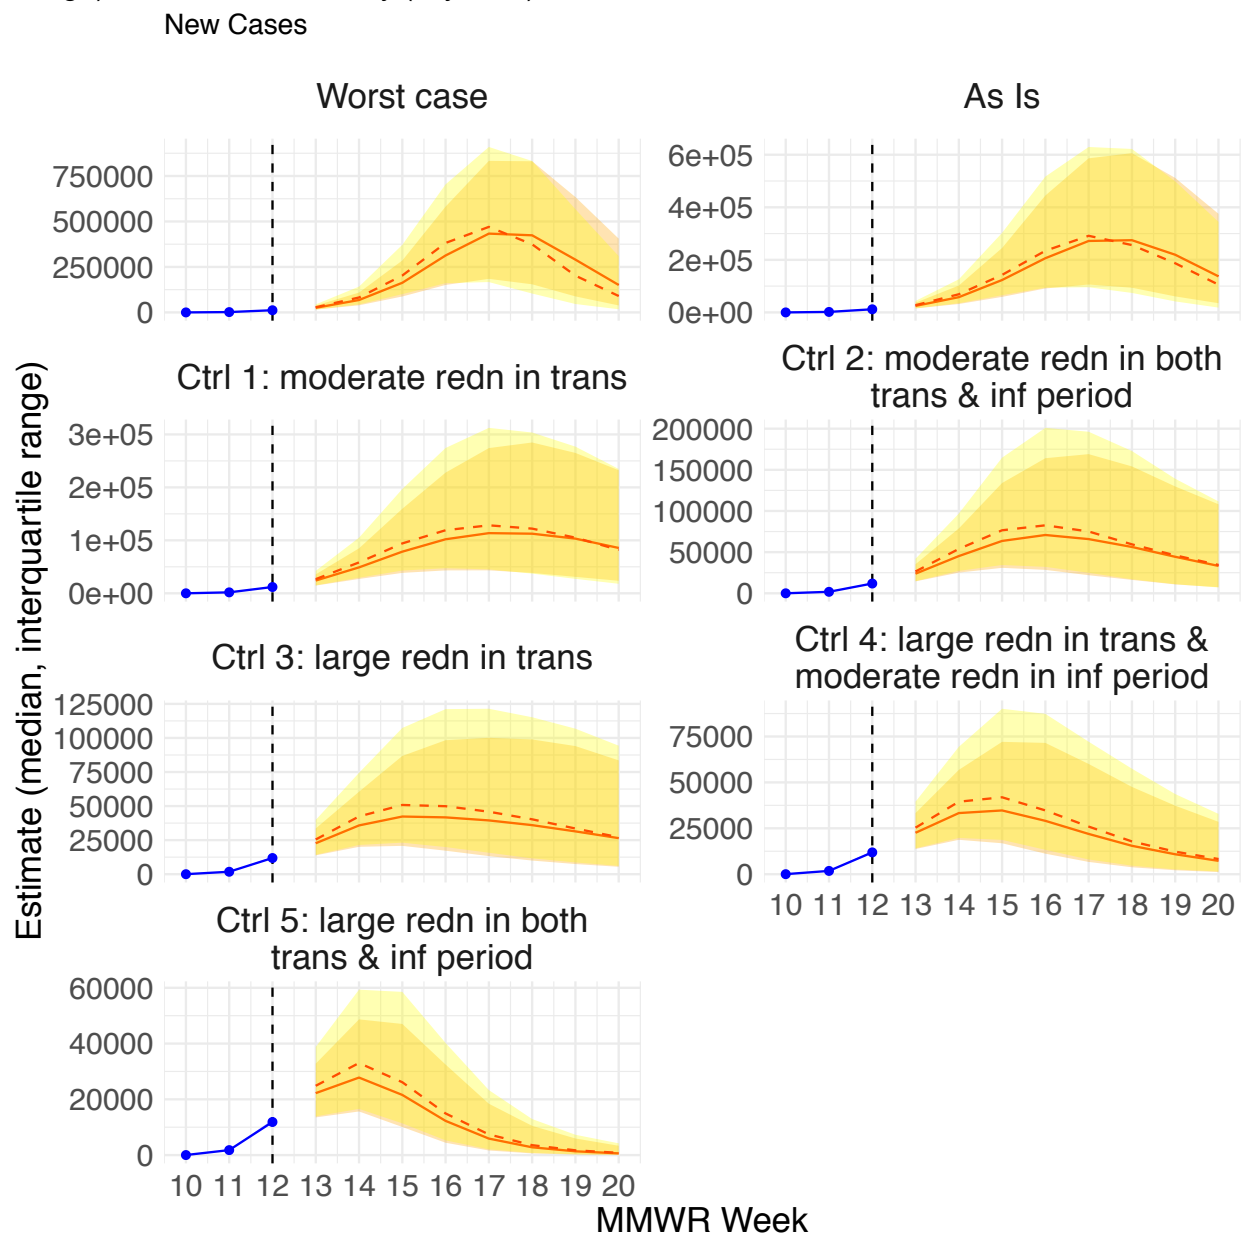 New Cases
Worst case
As Is
750000
500000
250000
0
6e+05
4e+05
2e+05
0e+00
Ctrl 1: moderate redn in trans
Ctrl 2: moderate redn in both
trans & inf period
3e+05
2e+05
1e+05
0e+00
200000
150000
100000
50000
0
Ctrl 3: large redn in trans
Ctrl 4: large redn in trans &
moderate redn in inf period
125000
100000
75000
50000
25000
0
75000
50000
25000
0
10 11 12 13 14 15 16 17 18 19 20
Ctrl 5: large redn in both
trans & inf period
60000
40000
20000
0
10 11 12 13 14 15 16 17 18 19 20
Estimate (median, interquartile range)
MMWR Week